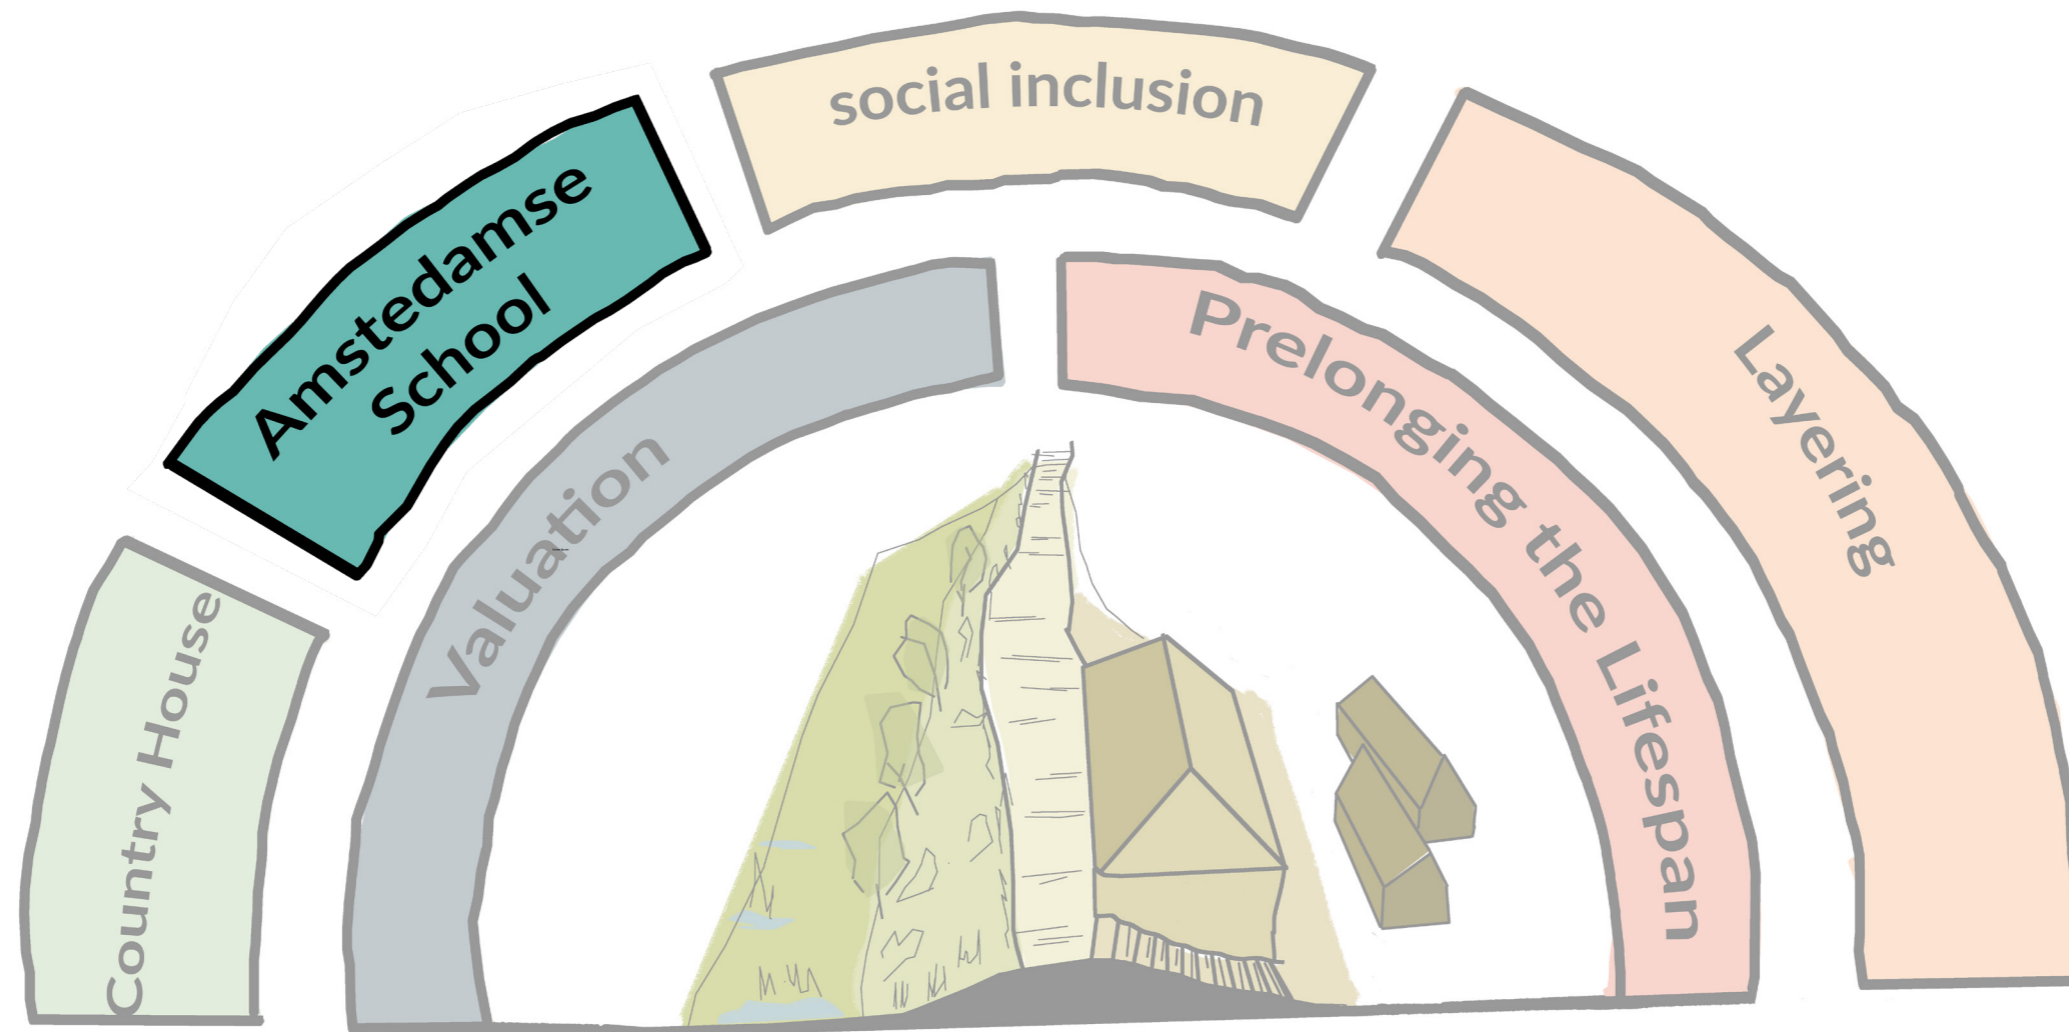 social inclusion
Amstedamse
School
Prelonging the Lifespan
Layering
Valuation
Country House